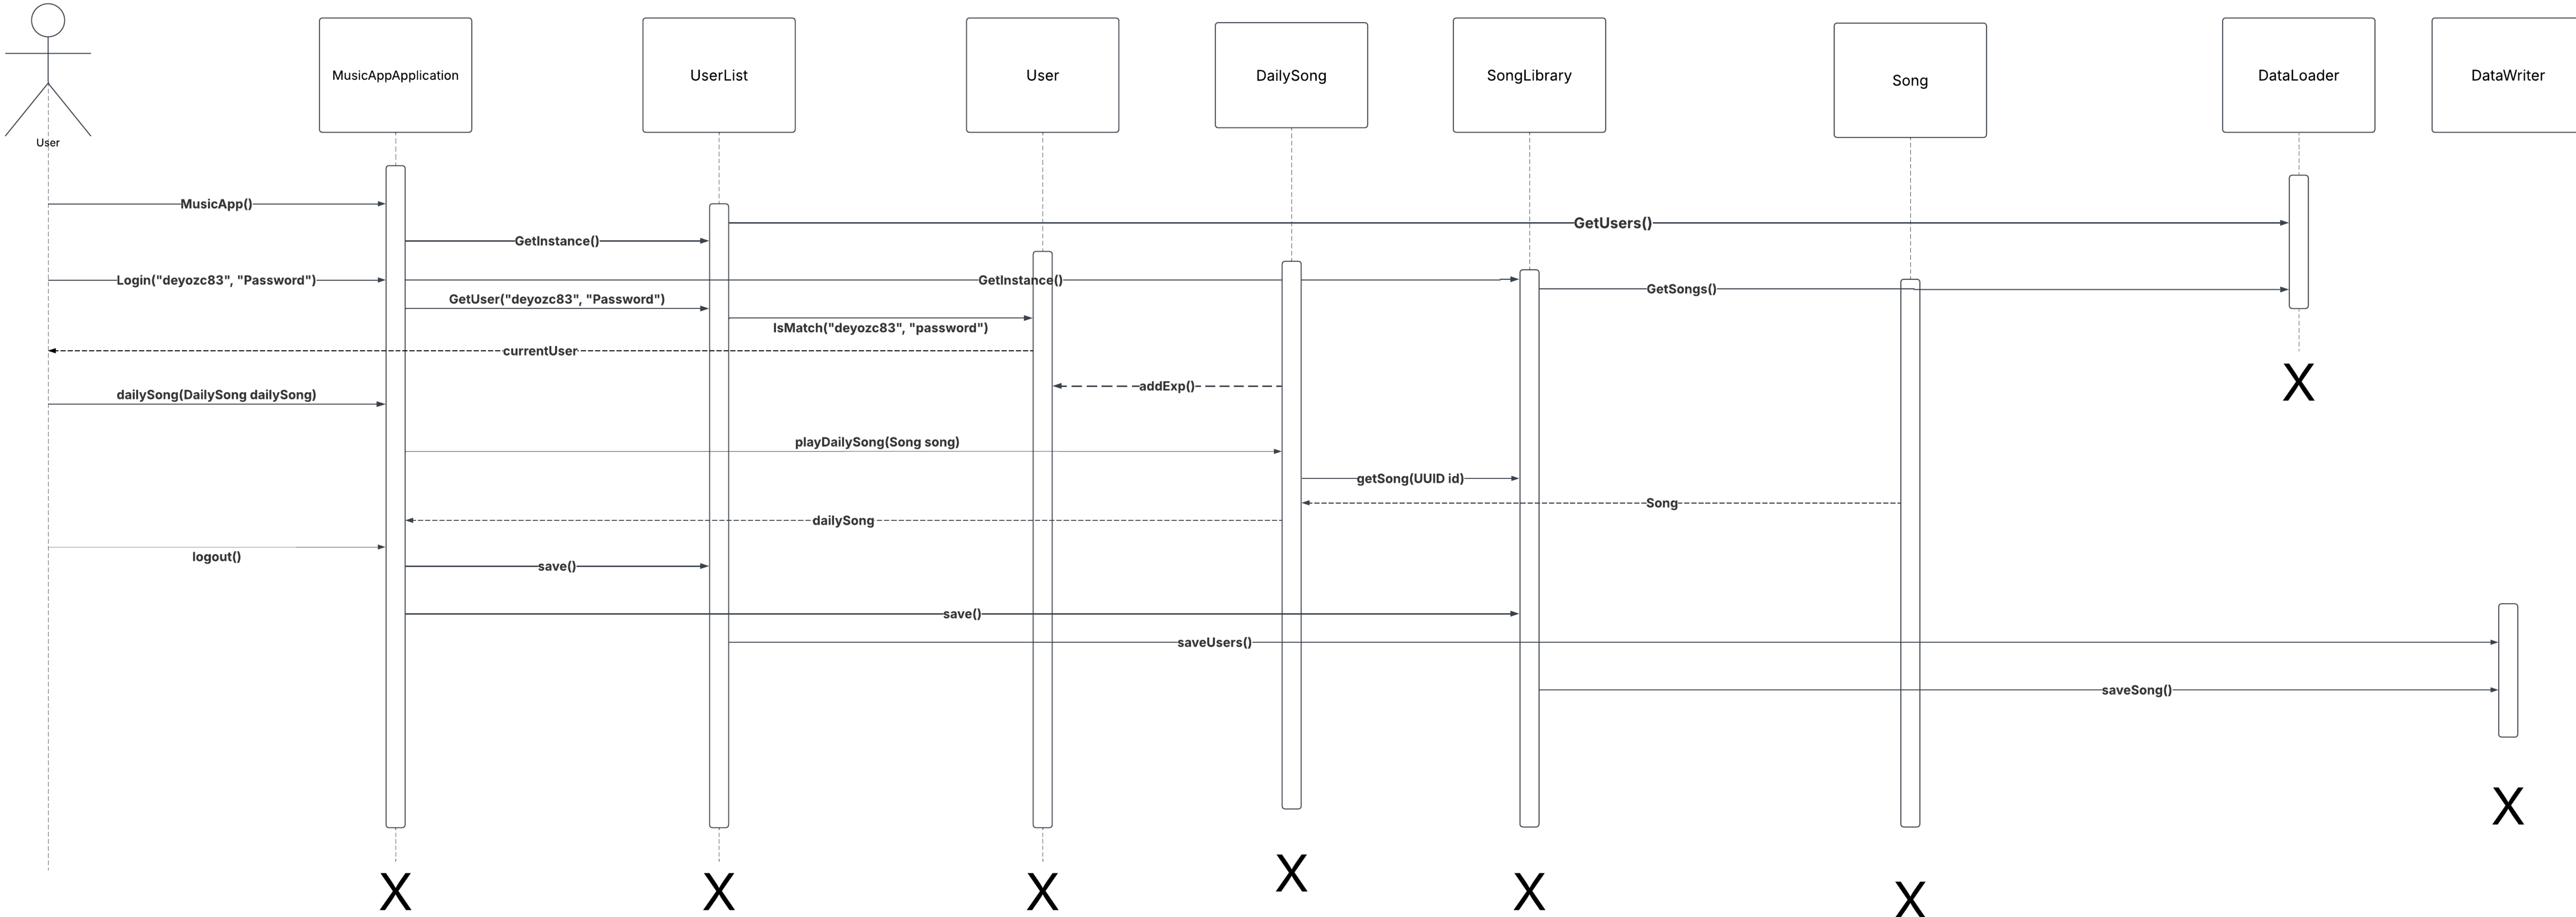 MusicAppApplication
UserList
User
DailySong
SongLibrary
Song
DataLoader
DataWriter
User
MusicApp()
GetUsers()
GetInstance()
Login("deyozc83", "Password")
GetInstance()
GetSongs()
GetUser("deyozc83", "Password")
IsMatch("deyozc83", "password")
currentUser
addExp()
dailySong(DailySong dailySong)
playDailySong(Song song)
getSong(UUID id)
Song
dailySong
logout()
save()
save()
saveUsers()
saveSong()
X
X
X
X
X
X
X
X